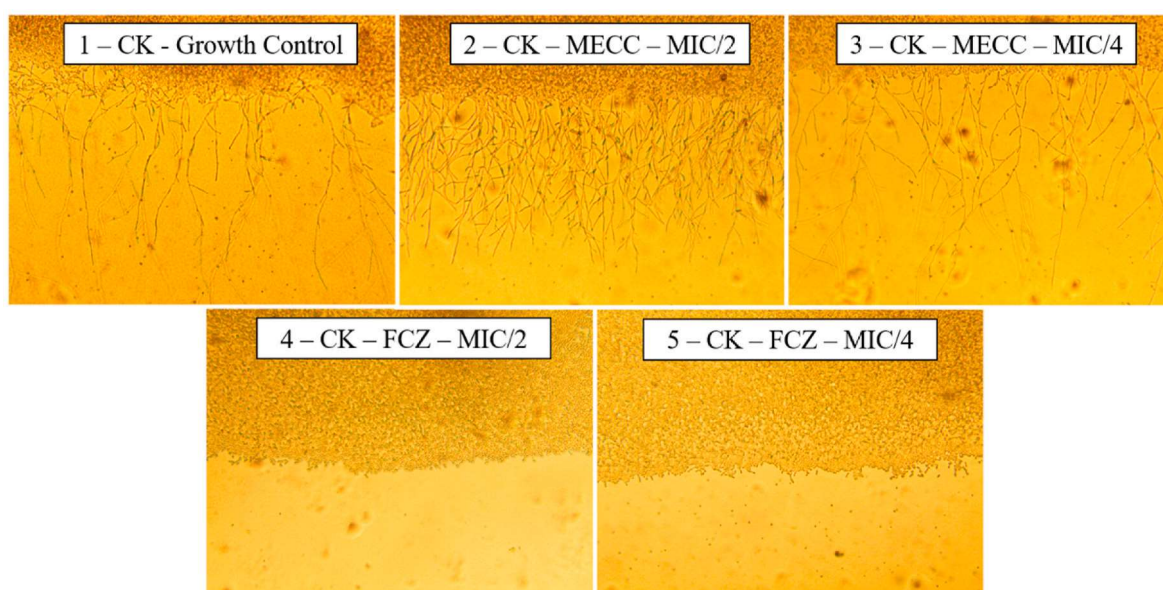 1 – CK - Growth Control
2 – CK – MECC – MIC/2
3 – CK – MECC – MIC/4
4 – CK – FCZ – MIC/2
5 – CK – FCZ – MIC/4